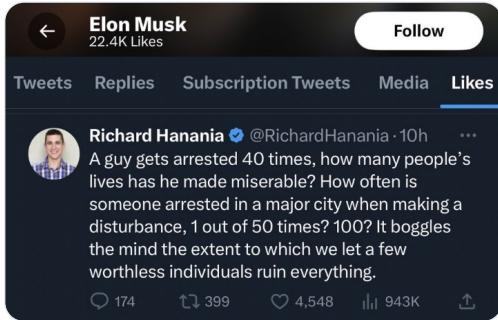 Elon Musk
22.4K Likes
Follow
Tweets Replies Subscription Tweets Media Likes
Richard Hanania @RichardHanania · 10h
A guy gets arrested 40 times, how many people's
lives has he made miserable? How often is
someone arrested in a major city when making a
disturbance, 1 out of 50 times? 100? It boggles
the mind the extent to which we let a few
worthless individuals ruin everything.
174 399 4,548 943K